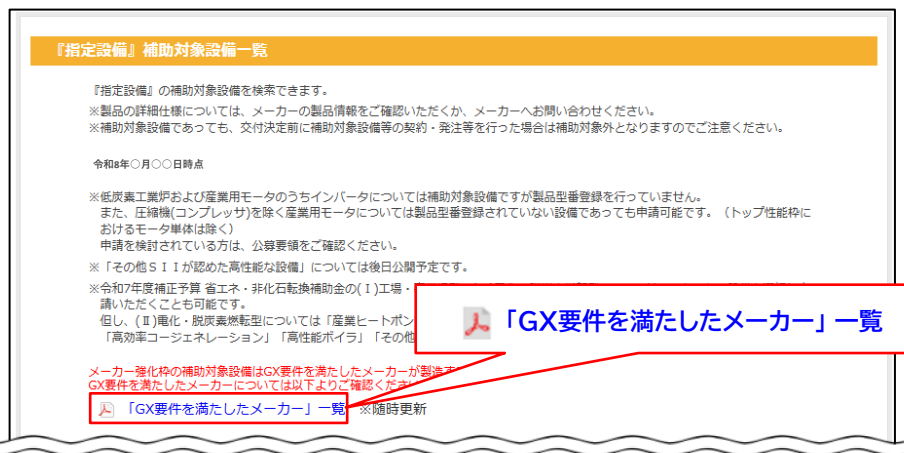 『指定設備』補助対象設備一覧
『指定設備』の補助対象設備を検索できます。
※製品の詳細仕様については、メーカーの製品情報をご確認いただくか、メーカーへお問い合わせください。
※補助対象設備であっても、交付決定前に補助対象設備等の契約・発注等を行った場合は補助対象外となりますのでご注意ください。
令和8年○月○○日時点
※低炭素工業炉および産業用モータのうちインバータについては補助対象設備ですが製品型番登録を行っていません。
また、圧縮機(コンプレッサ)を除く産業用モータについては製品型番登録されていない設備であっても申請可能です。（トップ性能枠に
おけるモータ単体は除く）
申請を検討されている方は、公募要領をご確認ください。
※「その他ＳＩＩが認めた高性能な設備」については後日公開予定です。
※令和7年度補正予算 省エネ・非化石転換補助金の(Ⅰ)工場・
請いただくことも可能です。
但し、(Ⅱ)電化・脱炭素燃転型については「産業ヒートポン
「高効率コージェネレーション」「高性能ボイラ」「その他
「GX要件を満たしたメーカー」一覧
メーカー強化枠の補助対象設備はGX要件を満たしたメーカーが製造す
GX要件を満たしたメーカーについては以下よりご確認くださ
「GX要件を満たしたメーカー」一覧 ※随時更新